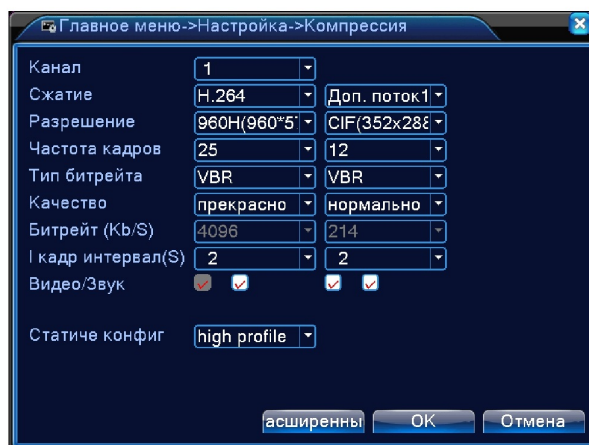 Главное меню->Настройка->Компрессия
Канал 1
Сжатие H.264 Доп. поток1
Разрешение 960H(960*5 CIF(352x288
Частота кадров 25 12
Тип битрейта VBR VBR
Качество прекрасно нормально
Битрейт (Kb/S) 4096 214
I кадр интервал(S) 2 2
Видео/Звук
Статиче конфиг high profile
асширенны OK Отмена